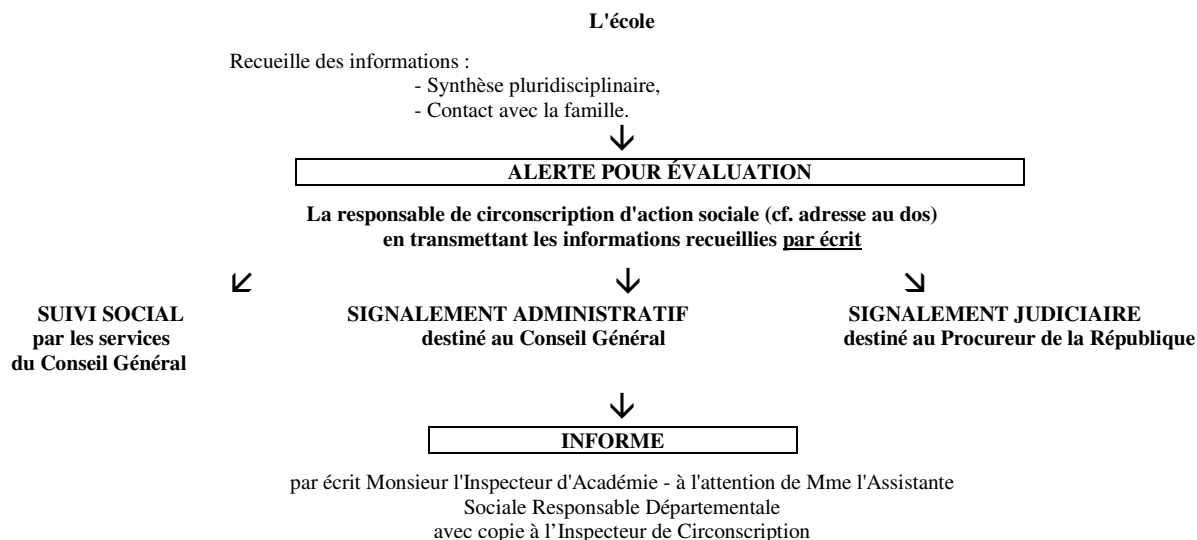 L'école
Recueille des informations :
- Synthèse pluridisciplinaire,
- Contact avec la famille.
ALERTE POUR ÉVALUATION
La responsable de circonscription d'action sociale (cf. adresse au dos)
en transmettant les informations recueillies par écrit
SUIVI SOCIAL
par les services
du Conseil Général
SIGNALEMENT ADMINISTRATIF
destiné au Conseil Général
SIGNALEMENT JUDICIAIRE
destiné au Procureur de la République
INFORME
par écrit Monsieur l'Inspecteur d'Académie - à l'attention de Mme l'Assistante
Sociale Responsable Départementale
avec copie à l’Inspecteur de Circonscription